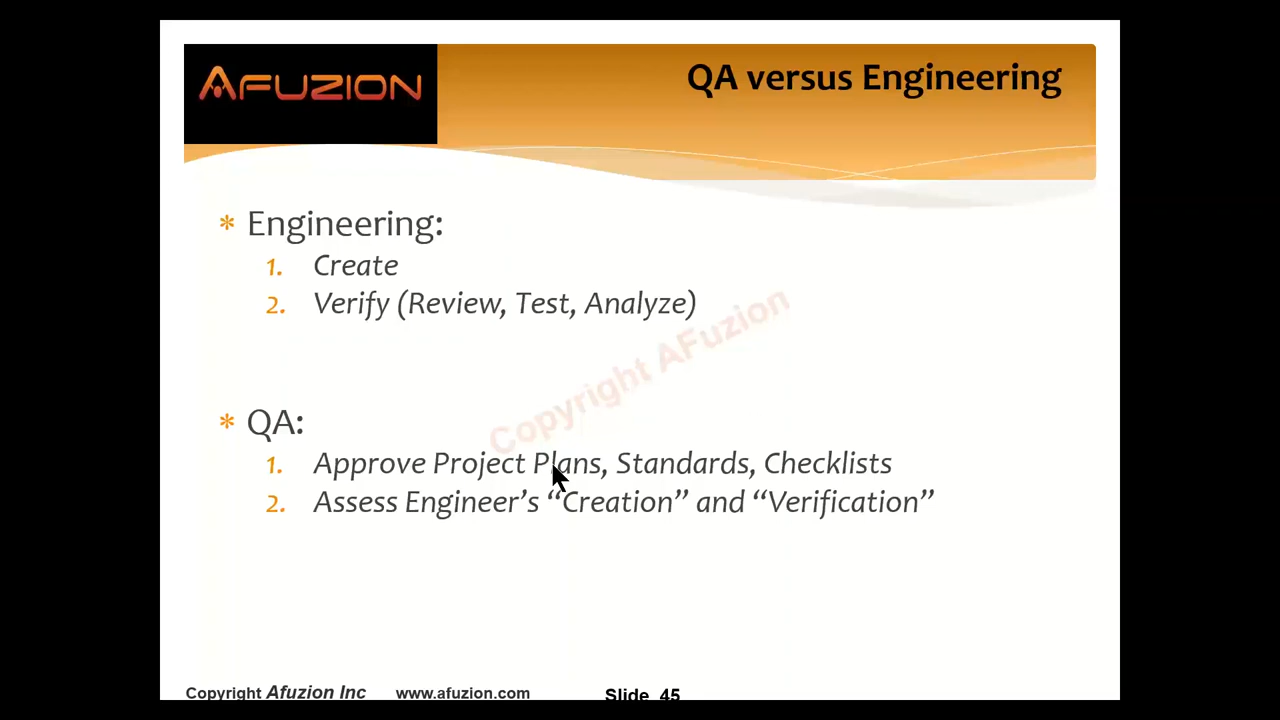 AFUZION
QA versus Engineering
* Engineering:
1. Create
2. Verify (Review, Test, Analyze)
Copyright AFuzion
* QA:
1. Approve Project Plans, Standards, Checklists
2. Assess Engineer’s “Creation” and “Verification”
Copyright Afuzion Inc www.afuzion.com Slide 45